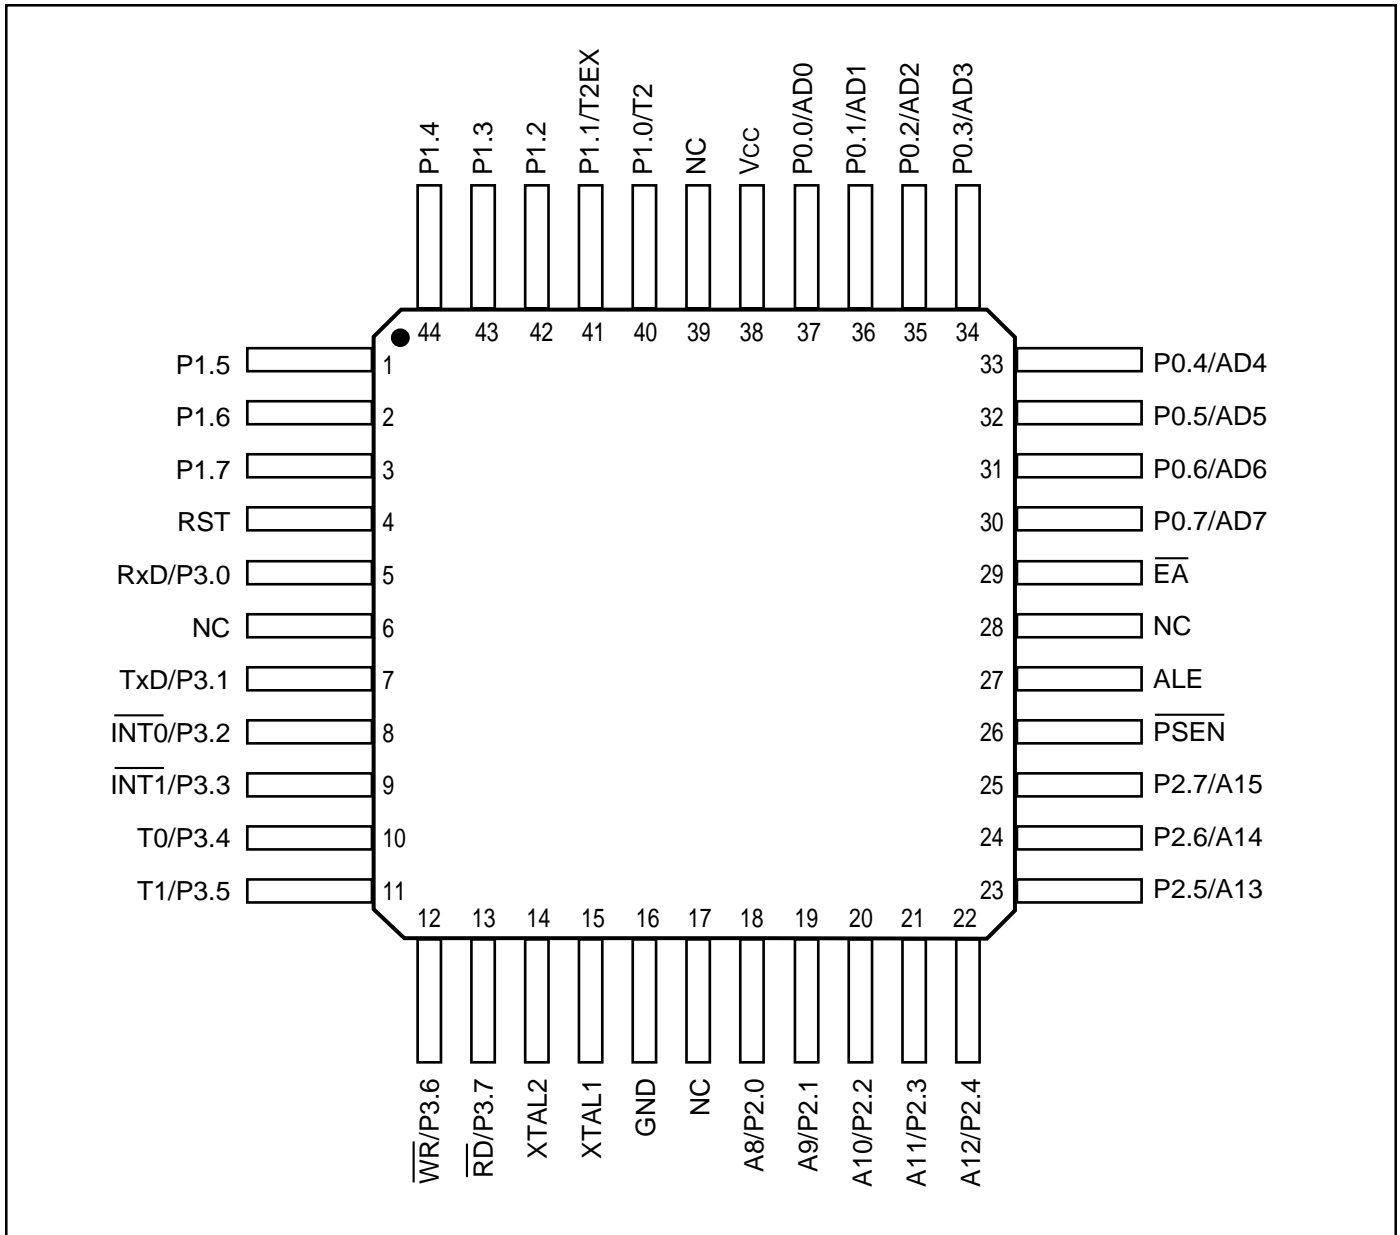 P1.4
P1.3
P1.2
P1.1/T2EX
P1.0/T2
NC
VCC
P0.0/AD0
P0.1/AD1
P0.2/AD2
P0.3/AD3
44 43 42 41 40 39 38 37 36 35 34
P1.5 1
P1.6 2
P1.7 3
RST 4
RxD/P3.0 5
NC 6
TxD/P3.1 7
I̅N̅T̅0̅/P3.2 8
I̅N̅T̅1̅/P3.3 9
T0/P3.4 10
T1/P3.5 11
33 P0.4/AD4
32 P0.5/AD5
31 P0.6/AD6
30 P0.7/AD7
29 E̅A̅
28 NC
27 ALE
26 P̅S̅E̅N̅
25 P2.7/A15
24 P2.6/A14
23 P2.5/A13
12 13 14 15 16 17 18 19 20 21 22
W̅R̅/P3.6
R̅D̅/P3.7
XTAL2
XTAL1
GND
NC
A8/P2.0
A9/P2.1
A10/P2.2
A11/P2.3
A12/P2.4